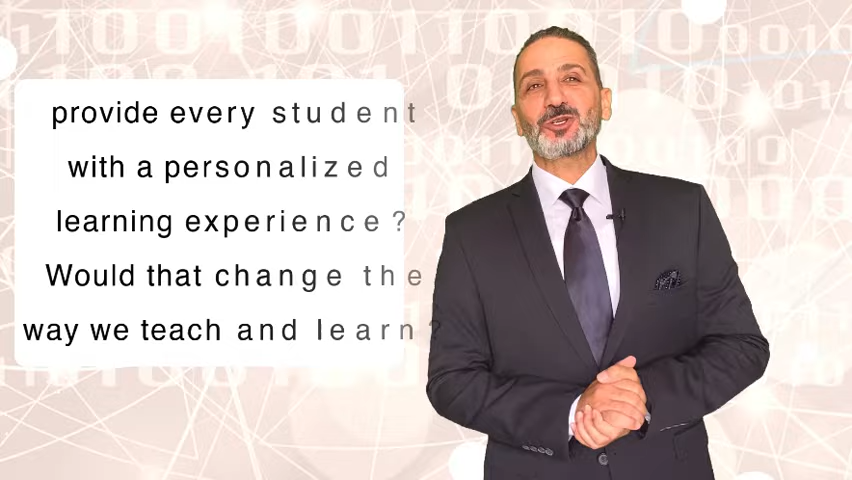 provide every student
with a personalized
learning experience?
Would that change the
way we teach and learn?